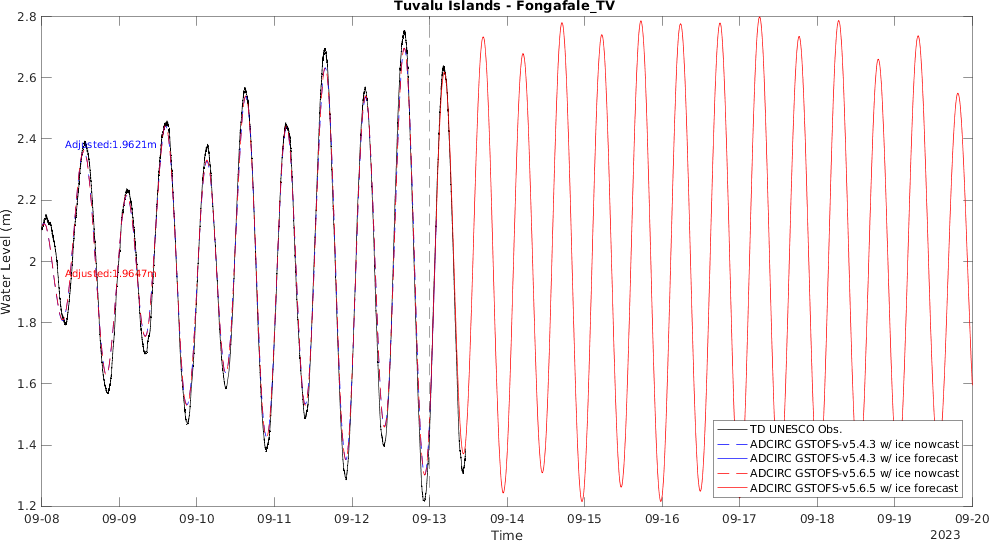 Tuvalu Islands - Fongafale_TV
Water Level (m)
2.8
2.6
2.4
2.2
2
1.8
1.6
1.4
1.2
Adjusted:1.9621m
Adjusted:1.9647m
TD UNESCO Obs.
ADCIRC GSTOFS-v5.4.3 w/ ice nowcast
ADCIRC GSTOFS-v5.4.3 w/ ice forecast
ADCIRC GSTOFS-v5.6.5 w/ ice nowcast
ADCIRC GSTOFS-v5.6.5 w/ ice forecast
09-08 09-09 09-10 09-11 09-12 09-13 09-14 09-15 09-16 09-17 09-18 09-19 09-20
Time
2023